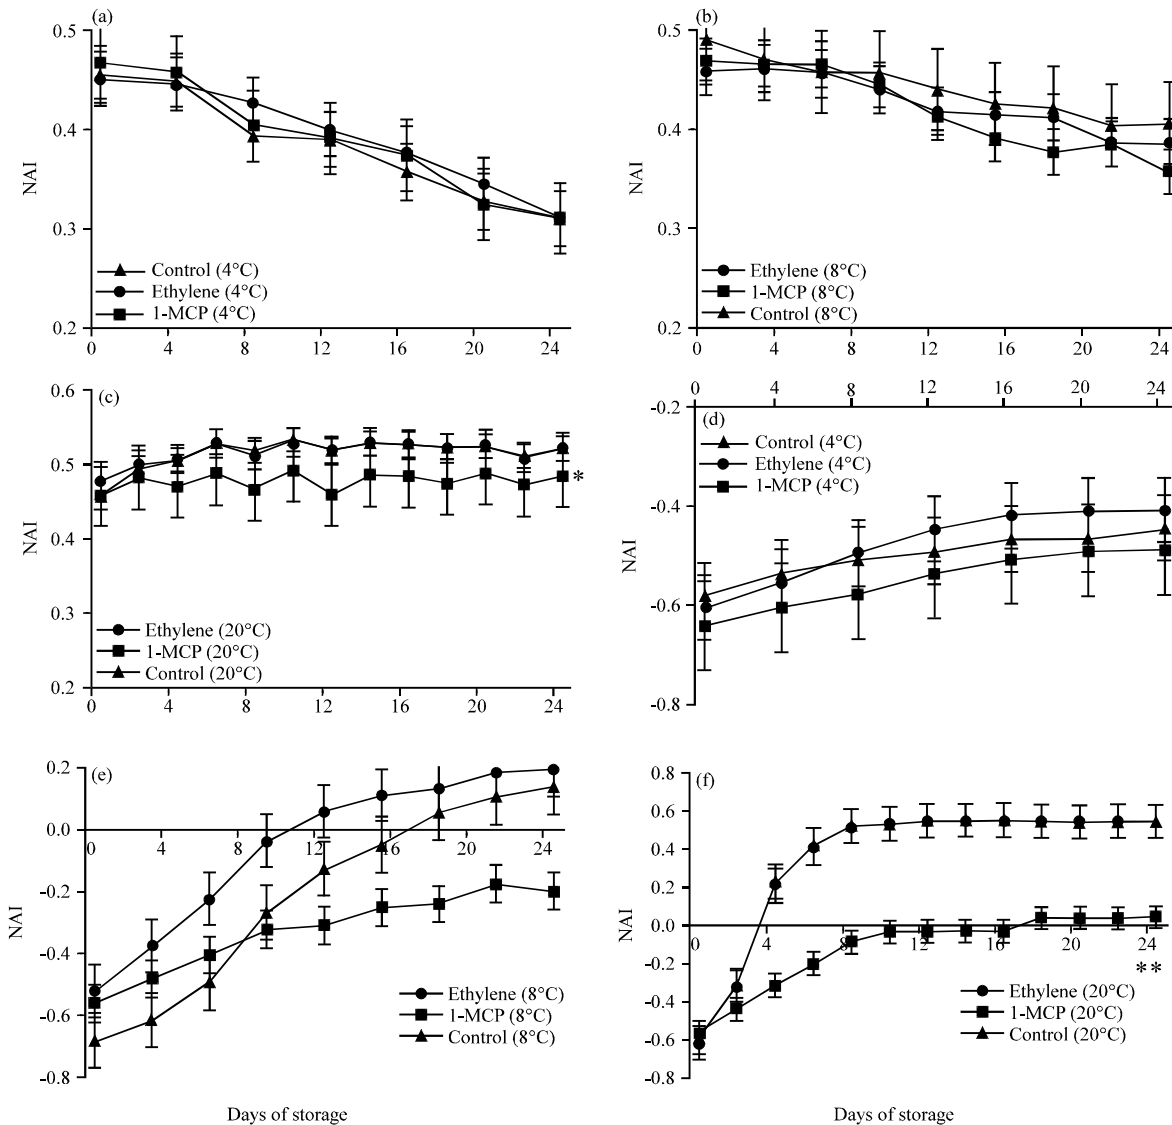 (a)
0.5
0.4
0.3
0.2
NAI
Control (4°C)
Ethylene (4°C)
1-MCP (4°C)
0 4 8 12 16 20 24
(b)
0.5
0.4
0.3
0.2
NAI
Ethylene (8°C)
1-MCP (8°C)
Control (8°C)
0 4 8 12 16 20 24
(c)
0.6
0.5
0.4
0.3
0.2
NAI
*
Ethylene (20°C)
1-MCP (20°C)
Control (20°C)
0 4 8 12 16 20 24
0 4 8 12 16 20 24
(d)
-0.2
-0.4
-0.6
-0.8
NAI
Control (4°C)
Ethylene (4°C)
1-MCP (4°C)
(e)
0.2
0.0
-0.2
-0.4
-0.6
-0.8
NAI
0 4 8 12 16 20 24
Ethylene (8°C)
1-MCP (8°C)
Control (8°C)
Days of storage
(f)
0.8
0.6
0.4
0.2
0.0
-0.2
-0.4
-0.6
-0.8
NAI
0 4 8 12 16 20 24
**
Ethylene (20°C)
1-MCP (20°C)
Control (20°C)
Days of storage